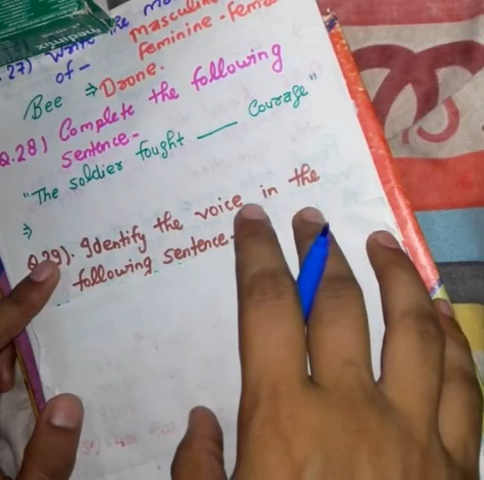 27) Write the
masculine
of-
feminine - fema
Bee ⇒ Drone.
Q.28) Complete the following
sentence-
"The soldier fought ___ Courage"
⇒
Q.29). Identify the voice in the
following sentence-